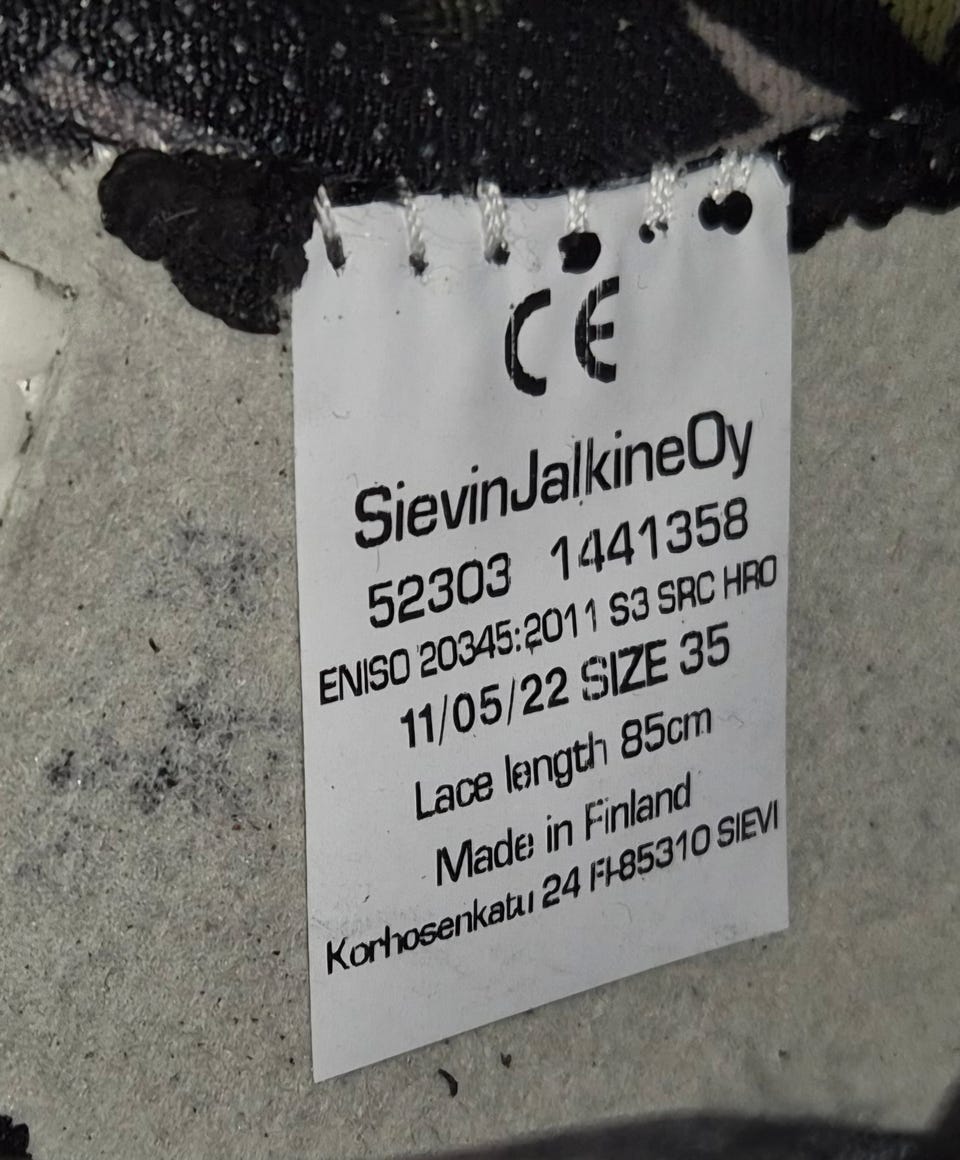 CE
SievinJalkineOy
52303 1441358
ENISO 20345:2011 S3 SRC HRO
11/05/22 SIZE 35
Lace length 85cm
Made in Finland
Korhosenkatu 24 FI-85310 SIEVI